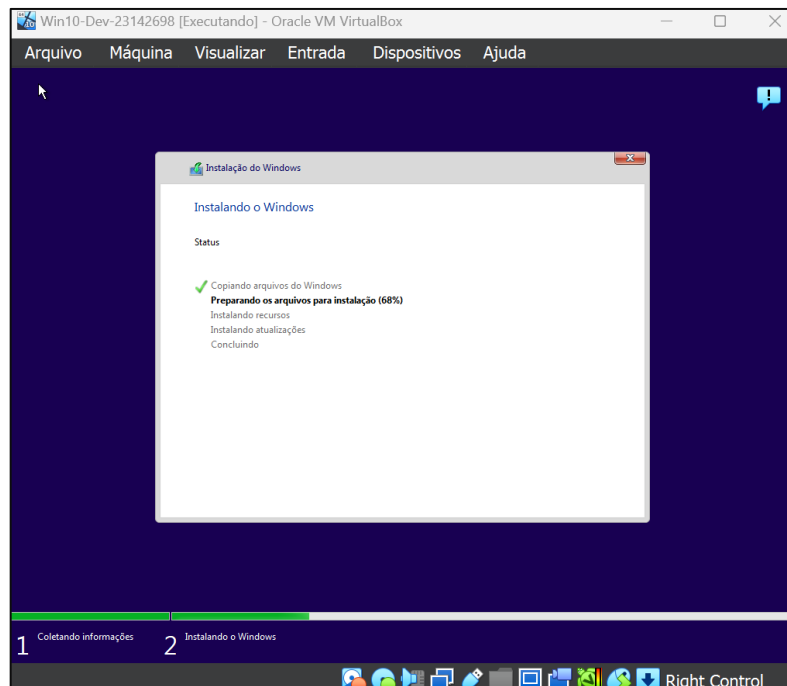 Win10-Dev-23142698 [Executando] - Oracle VM VirtualBox
Arquivo Máquina Visualizar Entrada Dispositivos Ajuda
Instalação do Windows
Instalando o Windows
Status
Copiando arquivos do Windows
Preparando os arquivos para instalação (68%)
Instalando recursos
Instalando atualizações
Concluindo
1 Coletando informações 2 Instalando o Windows
Right Control